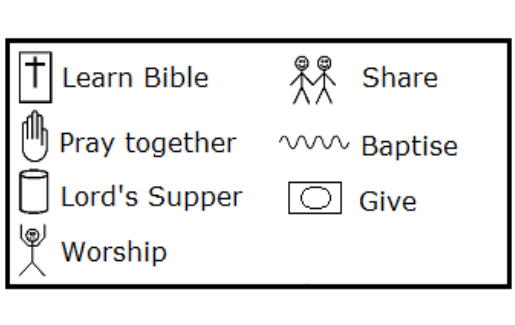 Learn Bible
Share
Pray together
Baptise
Lord's Supper
Give
Worship